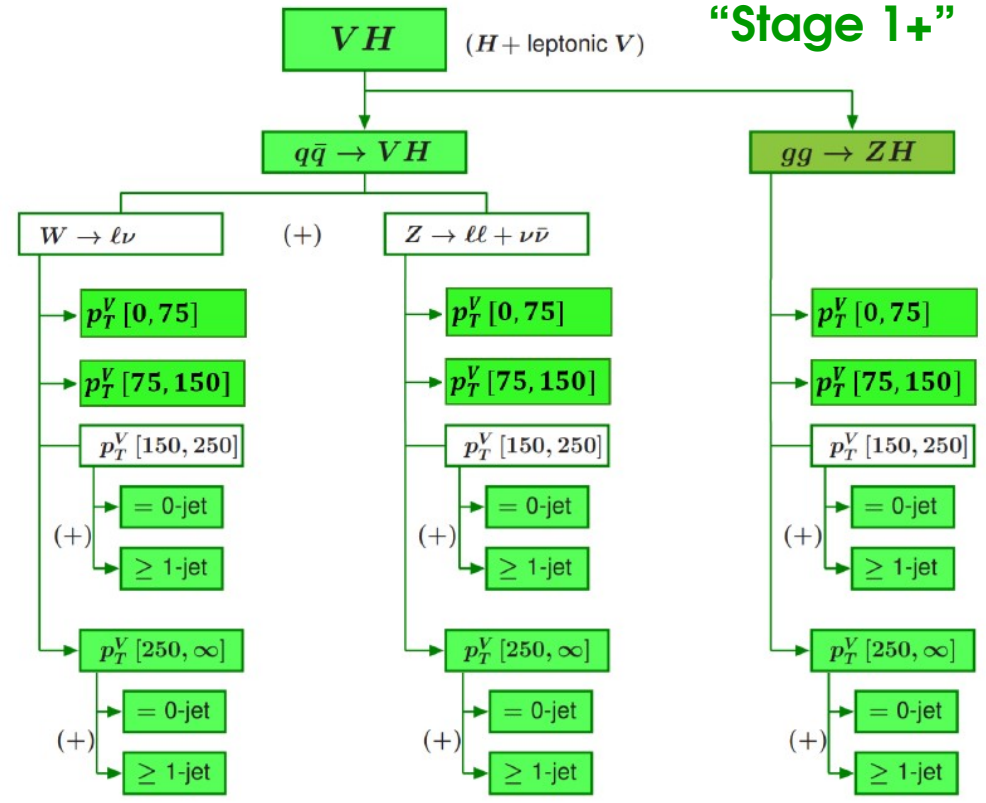 “Stage 1+”
VH
(H + leptonic V)
qq̄ → VH
gg → ZH
W → ℓν
(+)
Z → ℓℓ + νν̄
p_T^V [0, 75]
p_T^V [75, 150]
p_T^V [150, 250]
= 0-jet
(+)
≥ 1-jet
p_T^V [250, ∞]
= 0-jet
(+)
≥ 1-jet
p_T^V [0, 75]
p_T^V [75, 150]
p_T^V [150, 250]
= 0-jet
(+)
≥ 1-jet
p_T^V [250, ∞]
= 0-jet
(+)
≥ 1-jet
p_T^V [0, 75]
p_T^V [75, 150]
p_T^V [150, 250]
= 0-jet
(+)
≥ 1-jet
p_T^V [250, ∞]
= 0-jet
(+)
≥ 1-jet